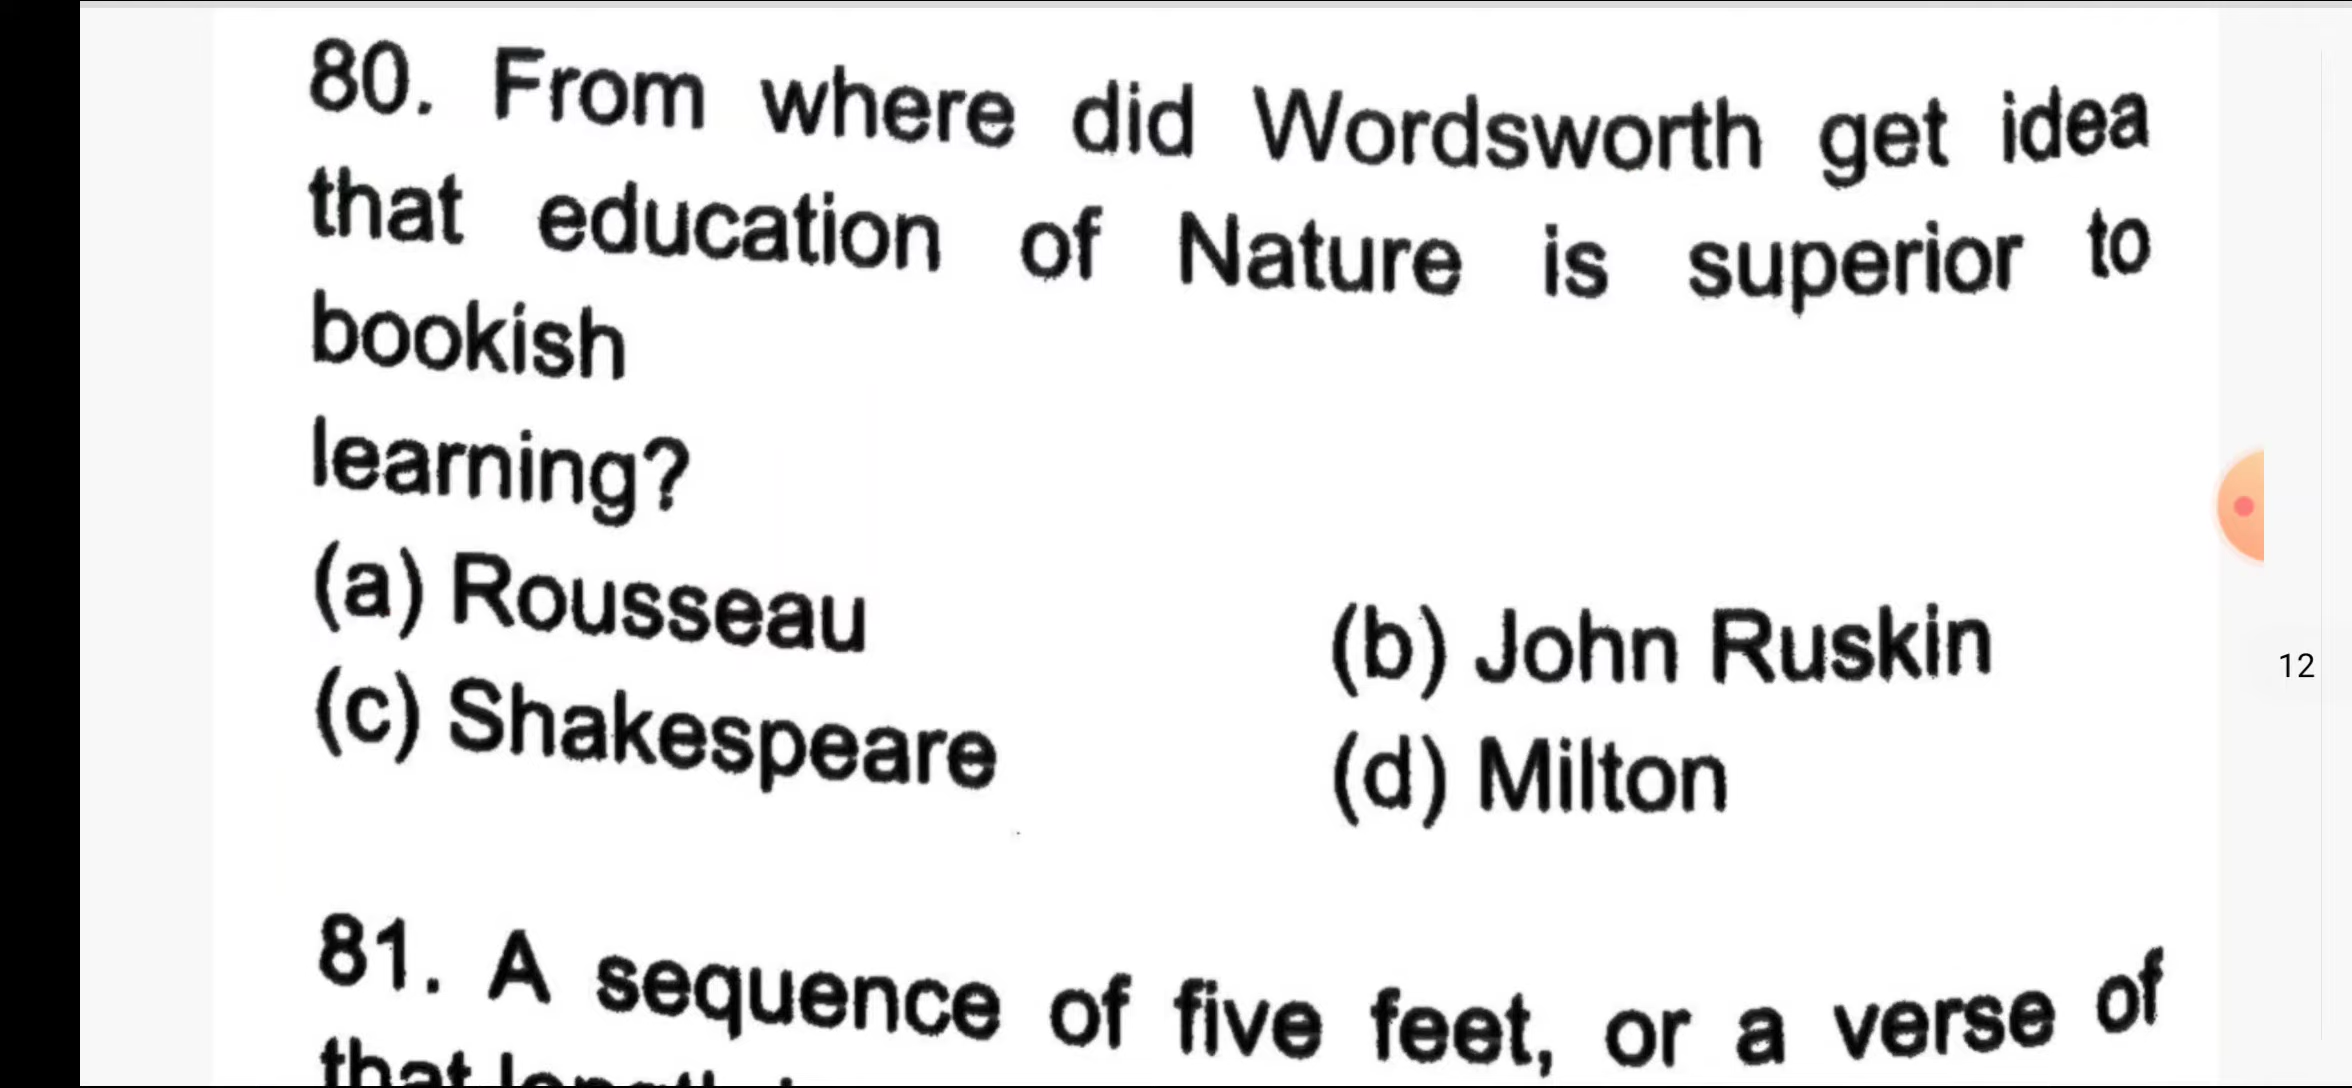 80. From where did Wordsworth get idea
that education of Nature is superior to
bookish
learning?
(a) Rousseau
(b) John Ruskin
12
(c) Shakespeare
(d) Milton
81. A sequence of five feet, or a verse of
that